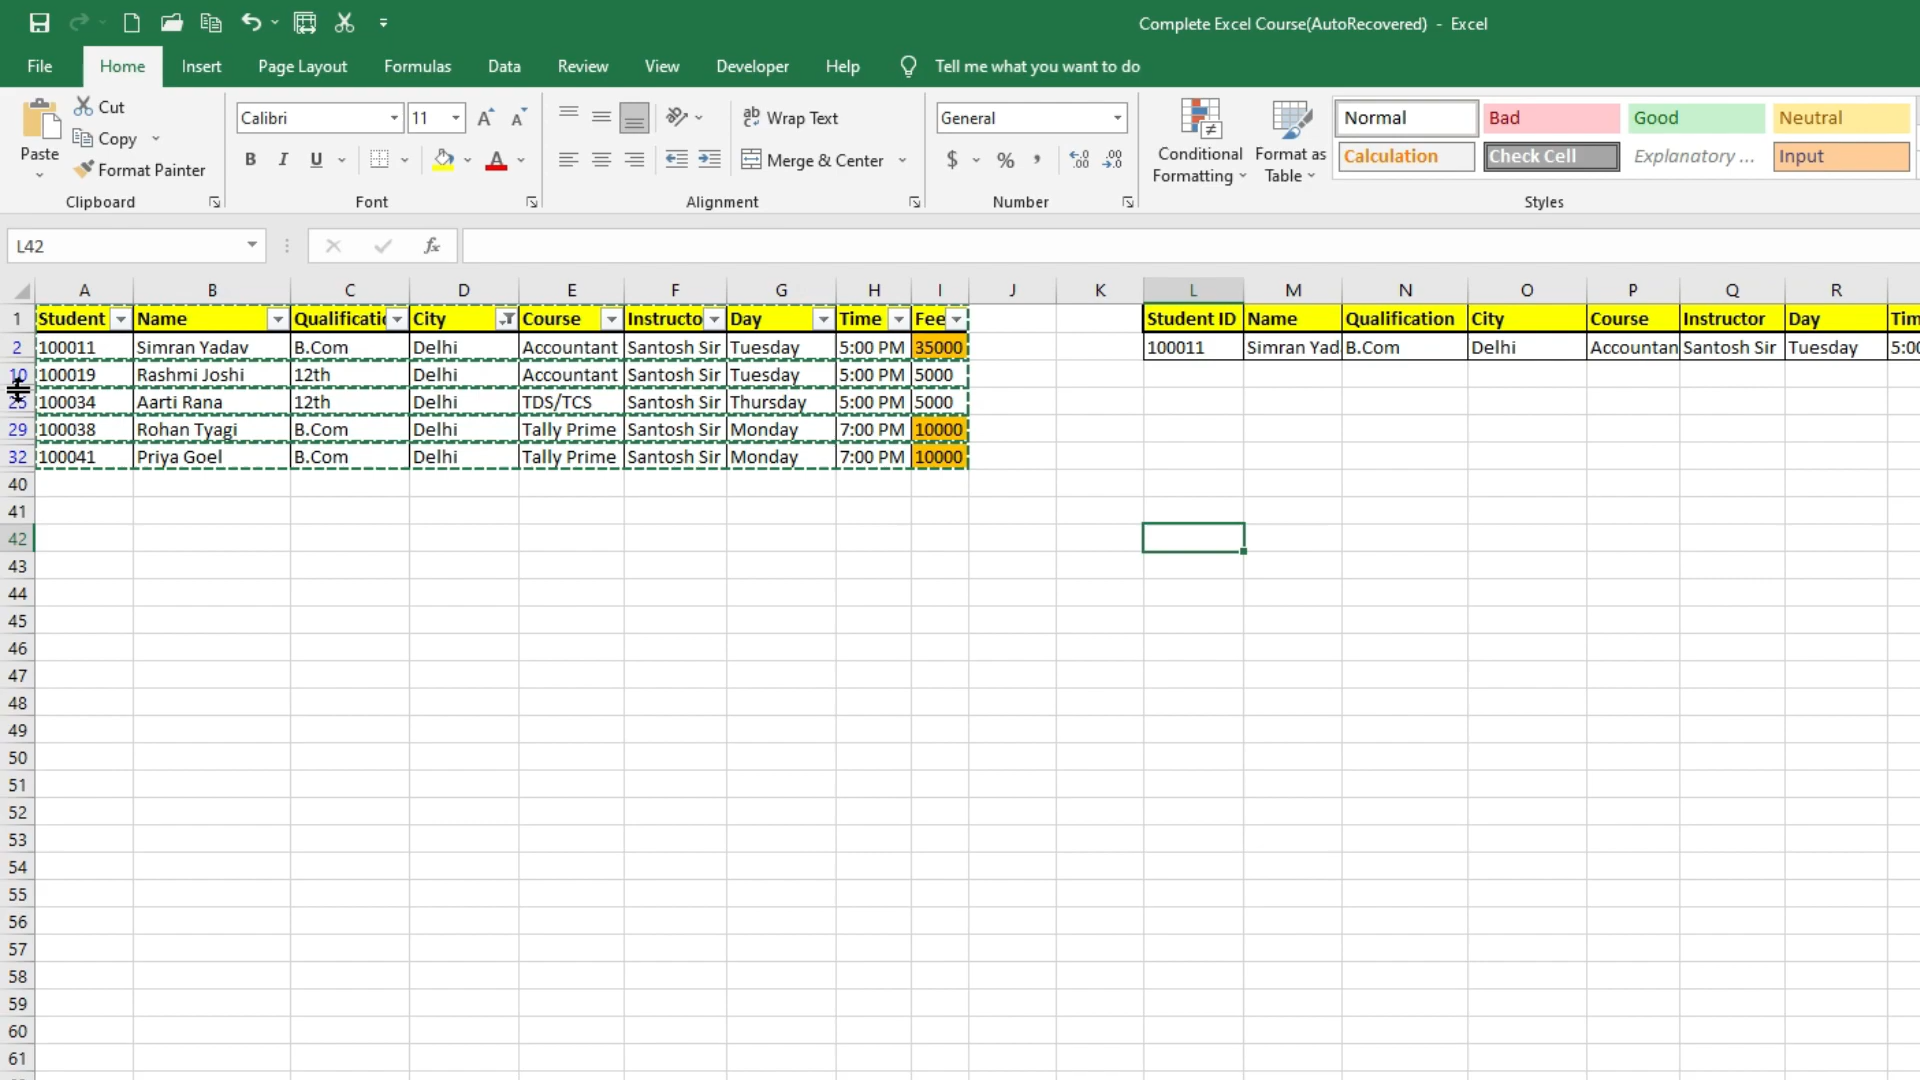 Complete Excel Course(AutoRecovered) - Excel
File Home Insert Page Layout Formulas Data Review View Developer Help Tell me what you want to do
Paste
Cut
Copy
Format Painter
Clipboard
Calibri 11
B I U
Font
Wrap Text
Merge & Center
Alignment
General
$ %
Number
Conditional Formatting
Format as Table
Normal Bad Good Neutral
Calculation Check Cell Explanatory ... Input
Styles
L42 fx
A B C D E F G H I J K L M N O P Q R
1 Student Name Qualificati City Course Instructo Day Time Fee Student ID Name Qualification City Course Instructor Day Tim
2 100011 Simran Yadav B.Com Delhi Accountant Santosh Sir Tuesday 5:00 PM 35000 100011 Simran Yad B.Com Delhi Accountan Santosh Sir Tuesday 5:00
10 100019 Rashmi Joshi 12th Delhi Accountant Santosh Sir Tuesday 5:00 PM 5000
100034 Aarti Rana 12th Delhi TDS/TCS Santosh Sir Thursday 5:00 PM 5000
29 100038 Rohan Tyagi B.Com Delhi Tally Prime Santosh Sir Monday 7:00 PM 10000
32 100041 Priya Goel B.Com Delhi Tally Prime Santosh Sir Monday 7:00 PM 10000
40
41
42
43
44
45
46
47
48
49
50
51
52
53
54
55
56
57
58
59
60
61